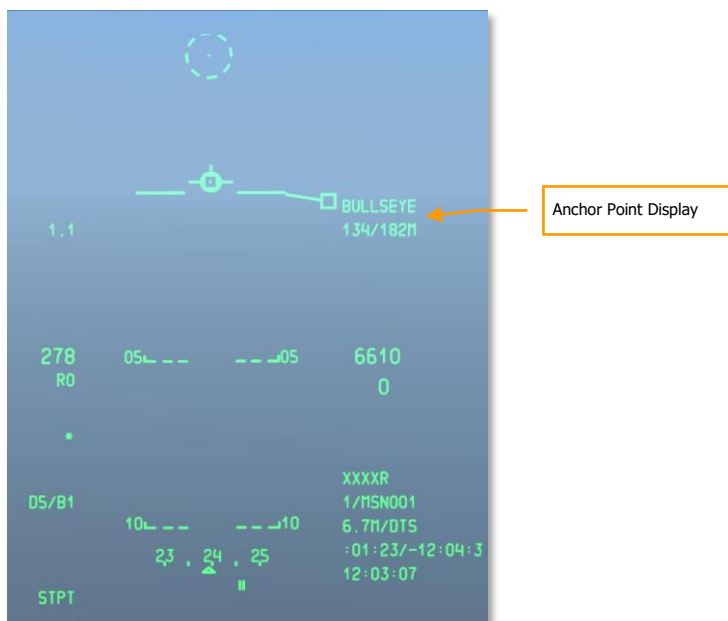 BULLSEYE
134/182M
Anchor Point Display
1.1
278
05
05
6610
R0
0
*
XXXXR
D5/B1
1/MSN001
10
10
6.7M/DTS
23 . 24 . 25
:01:23/-12:04:3
12:03:07
STPT